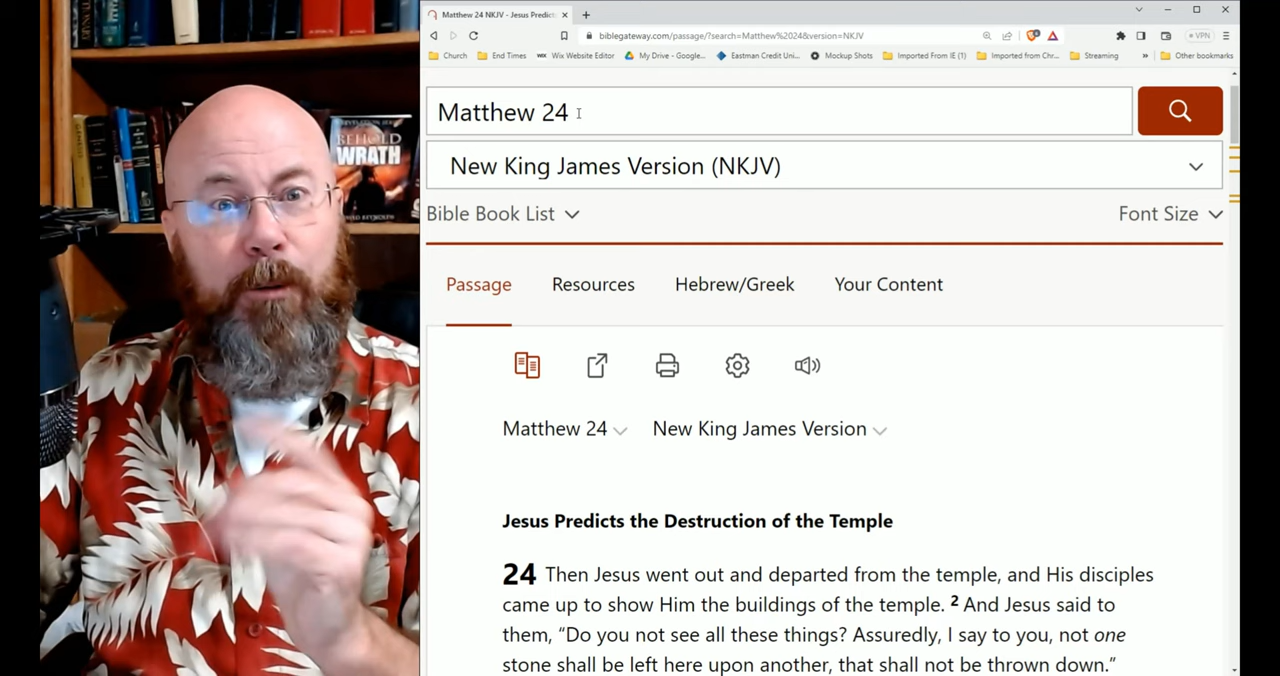 GENESIS
BEHOLD
WRATH
Matthew 24 NKJV - Jesus Predict
biblegateway.com/passage/?search=Matthew%2024&version=NKJV
VPN
Church
End Times
WIX Wix Website Editor
My Drive - Google...
Eastman Credit Uni...
Mockup Shots
Imported From IE (1)
Imported from Chr...
Streaming
»
Other bookmarks
Matthew 24
New King James Version (NKJV)
Bible Book List
Font Size
Passage
Resources
Hebrew/Greek
Your Content
Matthew 24
New King James Version
Jesus Predicts the Destruction of the Temple
24 Then Jesus went out and departed from the temple, and His disciples
came up to show Him the buildings of the temple. 2 And Jesus said to
them, “Do you not see all these things? Assuredly, I say to you, not one
stone shall be left here upon another, that shall not be thrown down.”